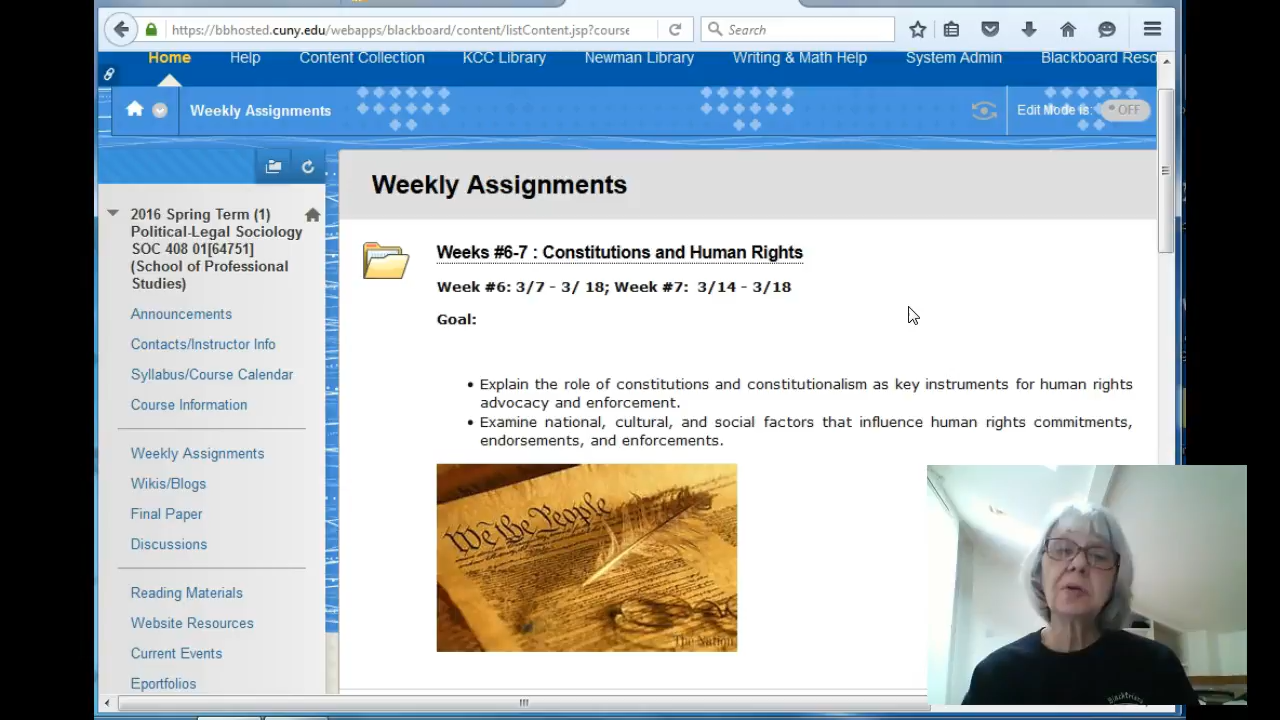 https://bbhosted.cuny.edu/webapps/blackboard/content/listContent.jsp?course
Search
Home Help Content Collection KCC Library Newman Library Writing & Math Help System Admin Blackboard Reso
Weekly Assignments
Edit Mode is: OFF
Weekly Assignments
2016 Spring Term (1)
Political-Legal Sociology
SOC 408 01[64751]
(School of Professional
Studies)
Announcements
Contacts/Instructor Info
Syllabus/Course Calendar
Course Information
Weekly Assignments
Wikis/Blogs
Final Paper
Discussions
Reading Materials
Website Resources
Current Events
Eportfolios
Weeks #6-7 : Constitutions and Human Rights
Week #6: 3/7 - 3/ 18; Week #7: 3/14 - 3/18
Goal:
• Explain the role of constitutions and constitutionalism as key instruments for human rights
advocacy and enforcement.
• Examine national, cultural, and social factors that influence human rights commitments,
endorsements, and enforcements.
We the People
The Nation